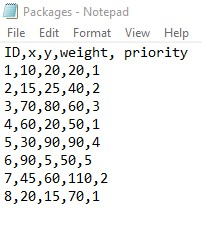 Packages - Notepad
File Edit Format View Help
ID,x,y,weight, priority
1,10,20,20,1
2,15,25,40,2
3,70,80,60,3
4,60,20,50,1
5,30,90,90,4
6,90,5,50,5
7,45,60,110,2
8,20,15,70,1